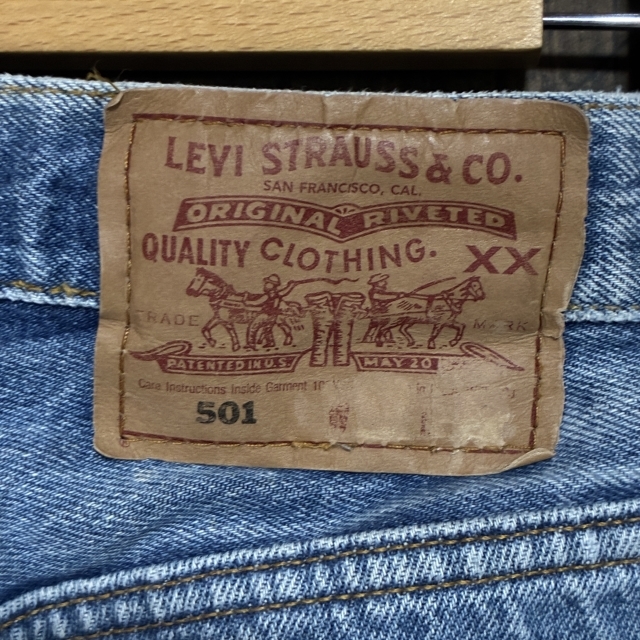 LEVI STRAUSS & CO.
SAN FRANCISCO, CAL.
ORIGINAL RIVETED
QUALITY CLOTHING.
XX
TRADE MARK
PATENTED IN U.S. MAY 20
Care Instructions Inside Garment
501